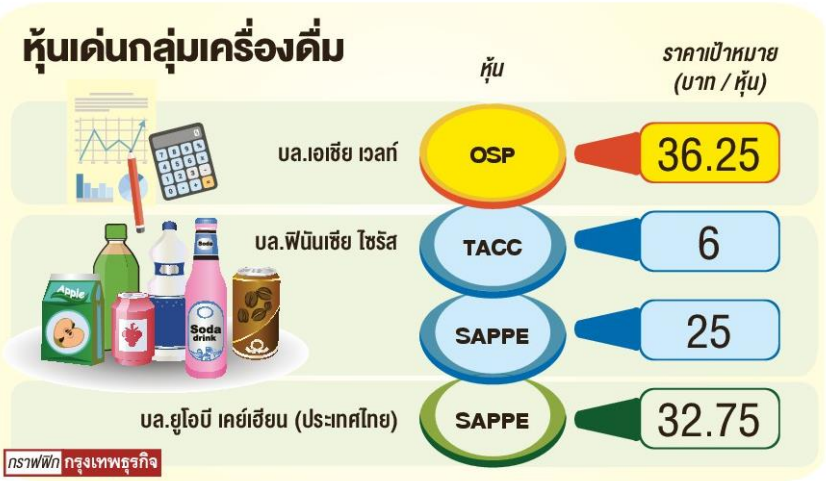 หุ้นเด่นกลุ่มเครื่องดื่ม
หุ้น
ราคาเป้าหมาย
(บาท / หุ้น)
0
บล.เอเซีย เวลท์
OSP
36.25
บล.ฟินันเซีย ไซรัส
TACC
6
Soda
Apple
Soda
drink
SAPPE
25
บล.ยูโอบี เคย์เฮียน (ประเทศไทย)
SAPPE
32.75
กราฟฟิก กรุงเทพธุรกิจ